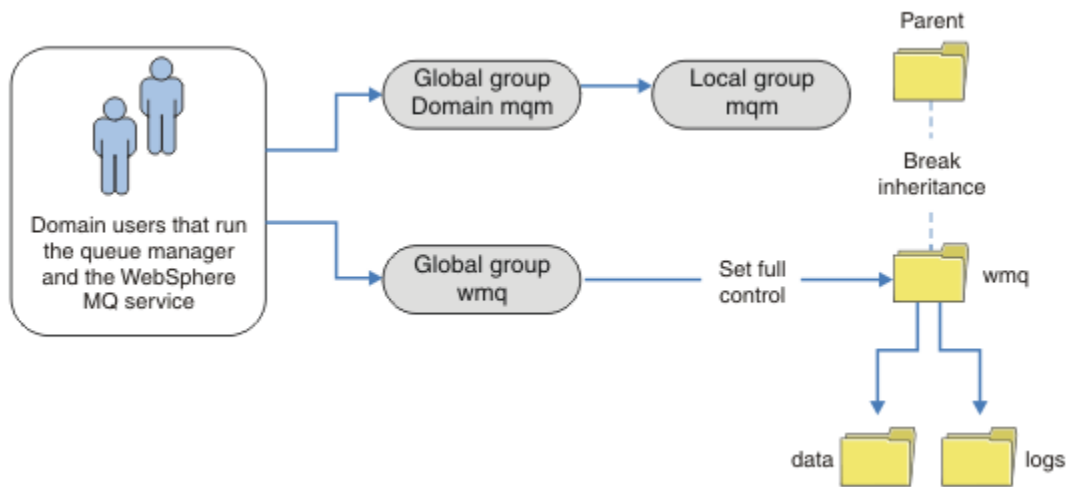 Parent
Global group
Domain mqm
Local group
mqm
Break
inheritance
Domain users that run
the queue manager
and the WebSphere
MQ service
Global group
wmq
Set full
control
wmq
data
logs